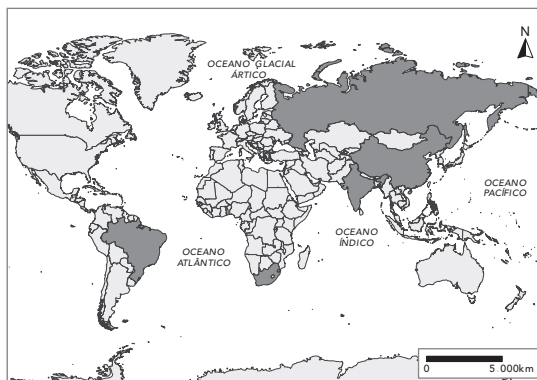 N
OCEANO GLACIAL
ÁRTICO
OCEANO
PACÍFICO
OCEANO
ÍNDICO
OCEANO
ATLÂNTICO
0 5.000km